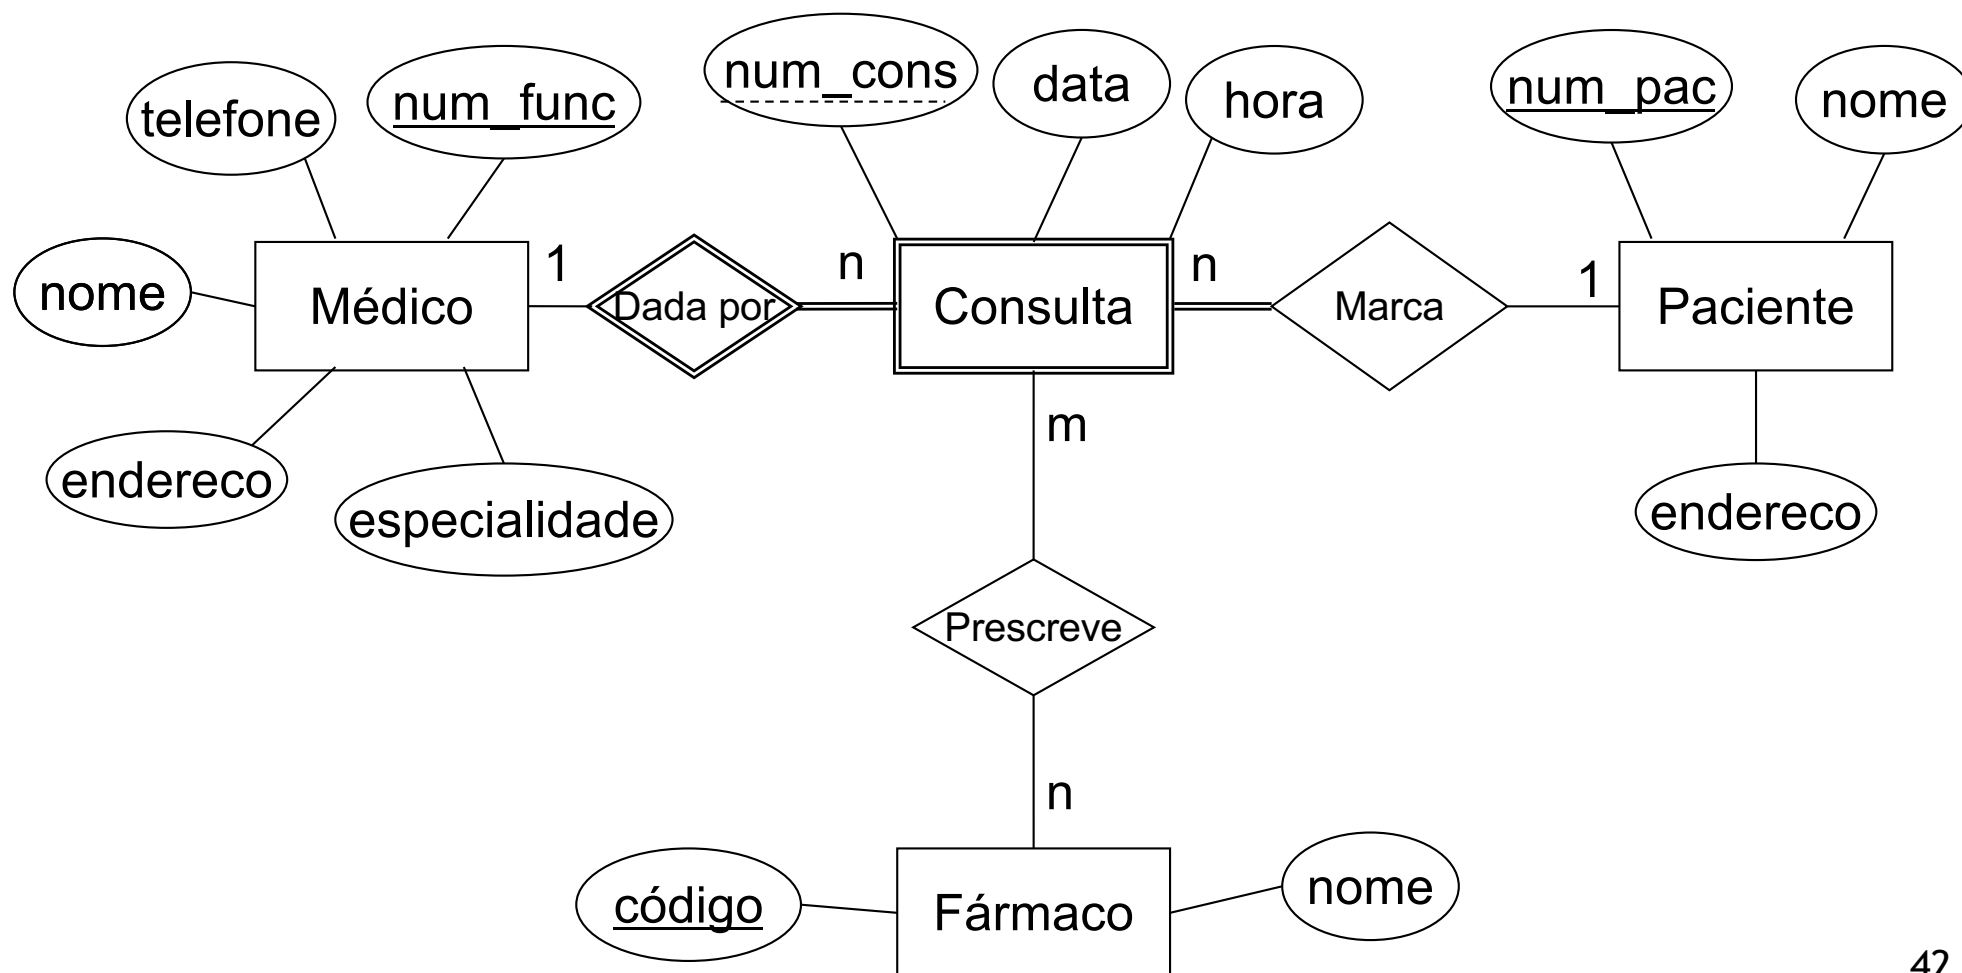 num_cons
data
hora
num_pac
nome
telefone
num_func
nome
Médico
1
Dada por
n
Consulta
n
Marca
1
Paciente
endereco
especialidade
m
endereco
Prescreve
n
código
Fármaco
nome
42